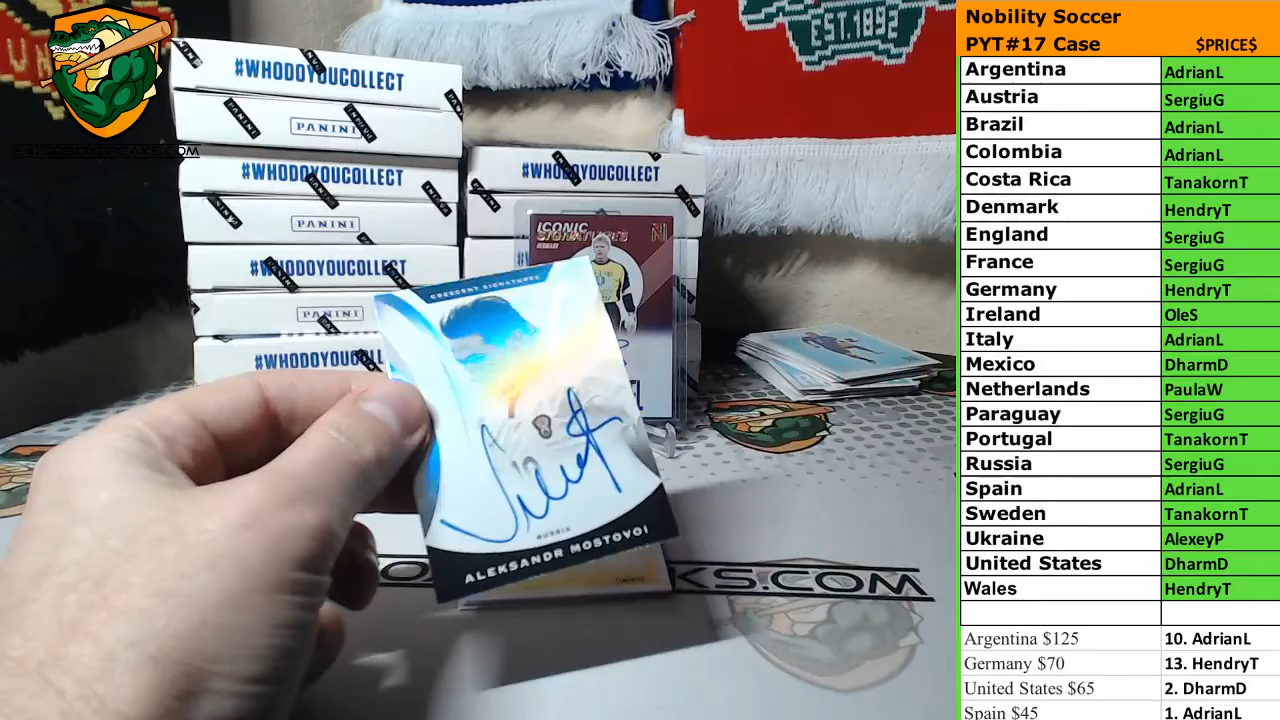 #WHODOYOUCOLLECT
PANINI
#WHODOYOUCOLLECT
PANINI
#WHODOYOUCOLLECT
PANINI
#WHODOYOUCOLL
#WHODOYOUCOLLECT
EST.1892
ICONIC
SIGNATURES
CRESCENT SIGNATURES
RUSSIA
ALEKSANDR MOSTOVOI
KS.COM
Nobility Soccer
PYT#17 Case $PRICE$
Argentina AdrianL
Austria SergiuG
Brazil AdrianL
Colombia AdrianL
Costa Rica TanakornT
Denmark HendryT
England SergiuG
France SergiuG
Germany HendryT
Ireland OleS
Italy AdrianL
Mexico DharmD
Netherlands PaulaW
Paraguay SergiuG
Portugal TanakornT
Russia SergiuG
Spain AdrianL
Sweden TanakornT
Ukraine AlexeyP
United States DharmD
Wales HendryT
Argentina $125 10. AdrianL
Germany $70 13. HendryT
United States $65 2. DharmD
Spain $45 1. AdrianL